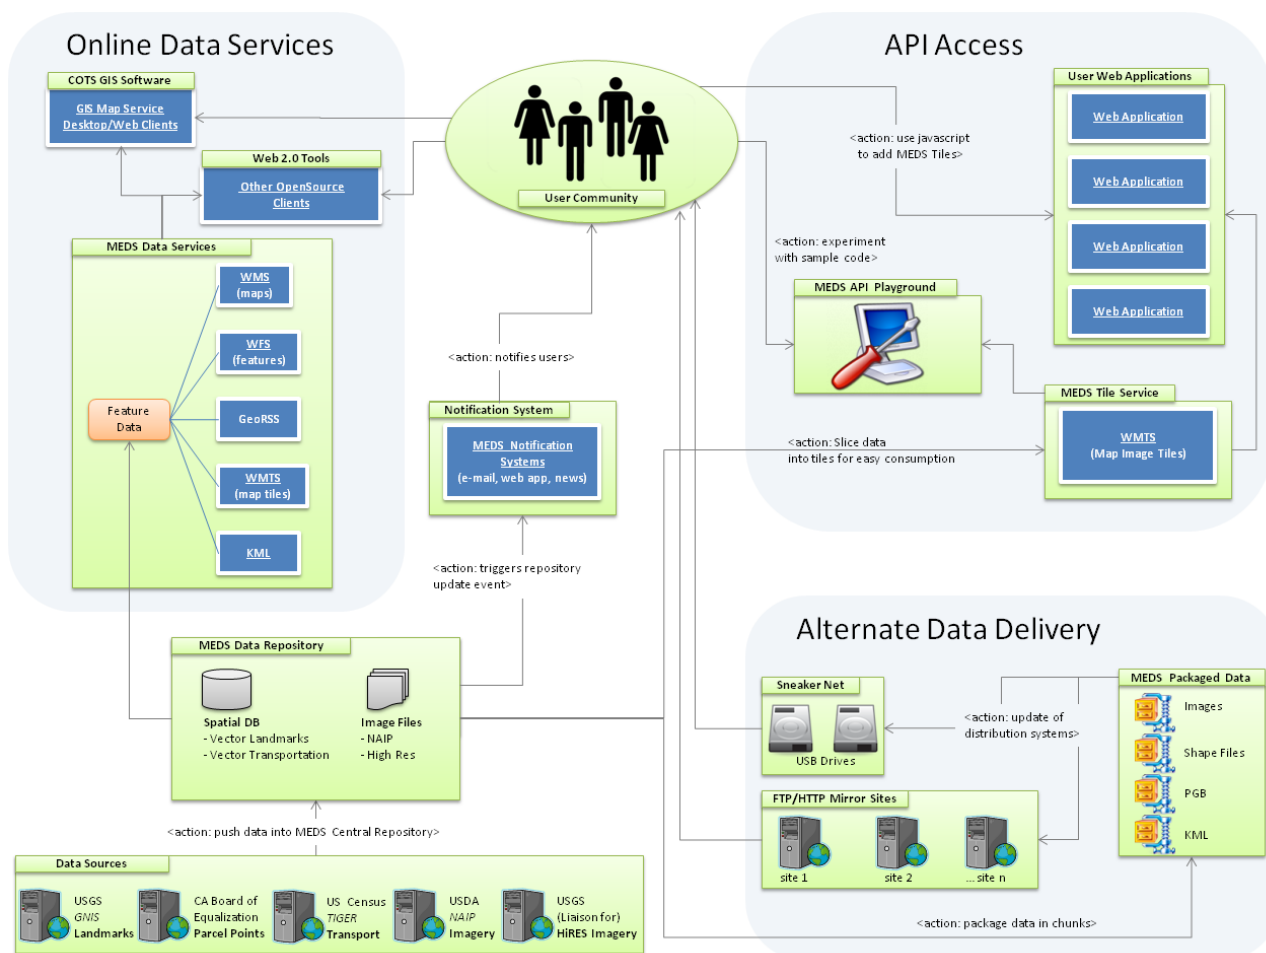 Online Data Services
COTS GIS Software
GIS Map Service
Desktop/Web Clients
Web 2.0 Tools
Other OpenSource
Clients
MEDS Data Services
WMS
(maps)
WFS
(features)
Feature
Data
GeoRSS
WMTS
(map tiles)
KML
User Community
<action: notifies users>
Notification System
MEDS Notification
Systems
(e-mail, web app, news)
<action: triggers repository
update event>
API Access
User Web Applications
Web Application
Web Application
Web Application
Web Application
<action: use javascript
to add MEDS Tiles>
<action: experiment
with sample code>
MEDS API Playground
MEDS Tile Service
WMTS
(Map Image Tiles)
<action: Slice data
into tiles for easy consumption
MEDS Data Repository
Spatial DB
- Vector Landmarks
- Vector Transportation
Image Files
- NAIP
- High Res
<action: push data into MEDS Central Repository>
Data Sources
USGS
GNIS
Landmarks
CA Board of
Equalization
Parcel Points
US Census
TIGER
Transport
USDA
NAIP
Imagery
USGS
(Liaison for)
HiRES Imagery
Alternate Data Delivery
Sneaker Net
USB Drives
<action: update of
distribution systems>
MEDS Packaged Data
Images
Shape Files
PGB
KML
FTP/HTTP Mirror Sites
site 1
site 2
... site n
<action: package data in chunks>